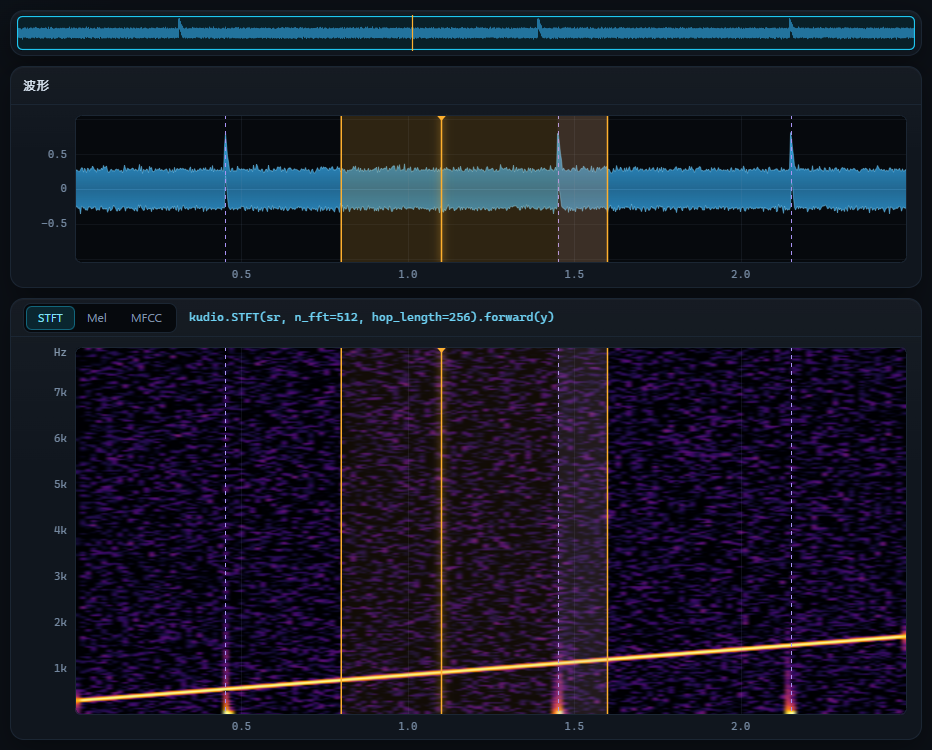 波形
0.5
0
−0.5
0.5 1.0 1.5 2.0
STFT Mel MFCC kudio.STFT(sr, n_fft=512, hop_length=256).forward(y)
Hz
7k
6k
5k
4k
3k
2k
1k
0.5 1.0 1.5 2.0